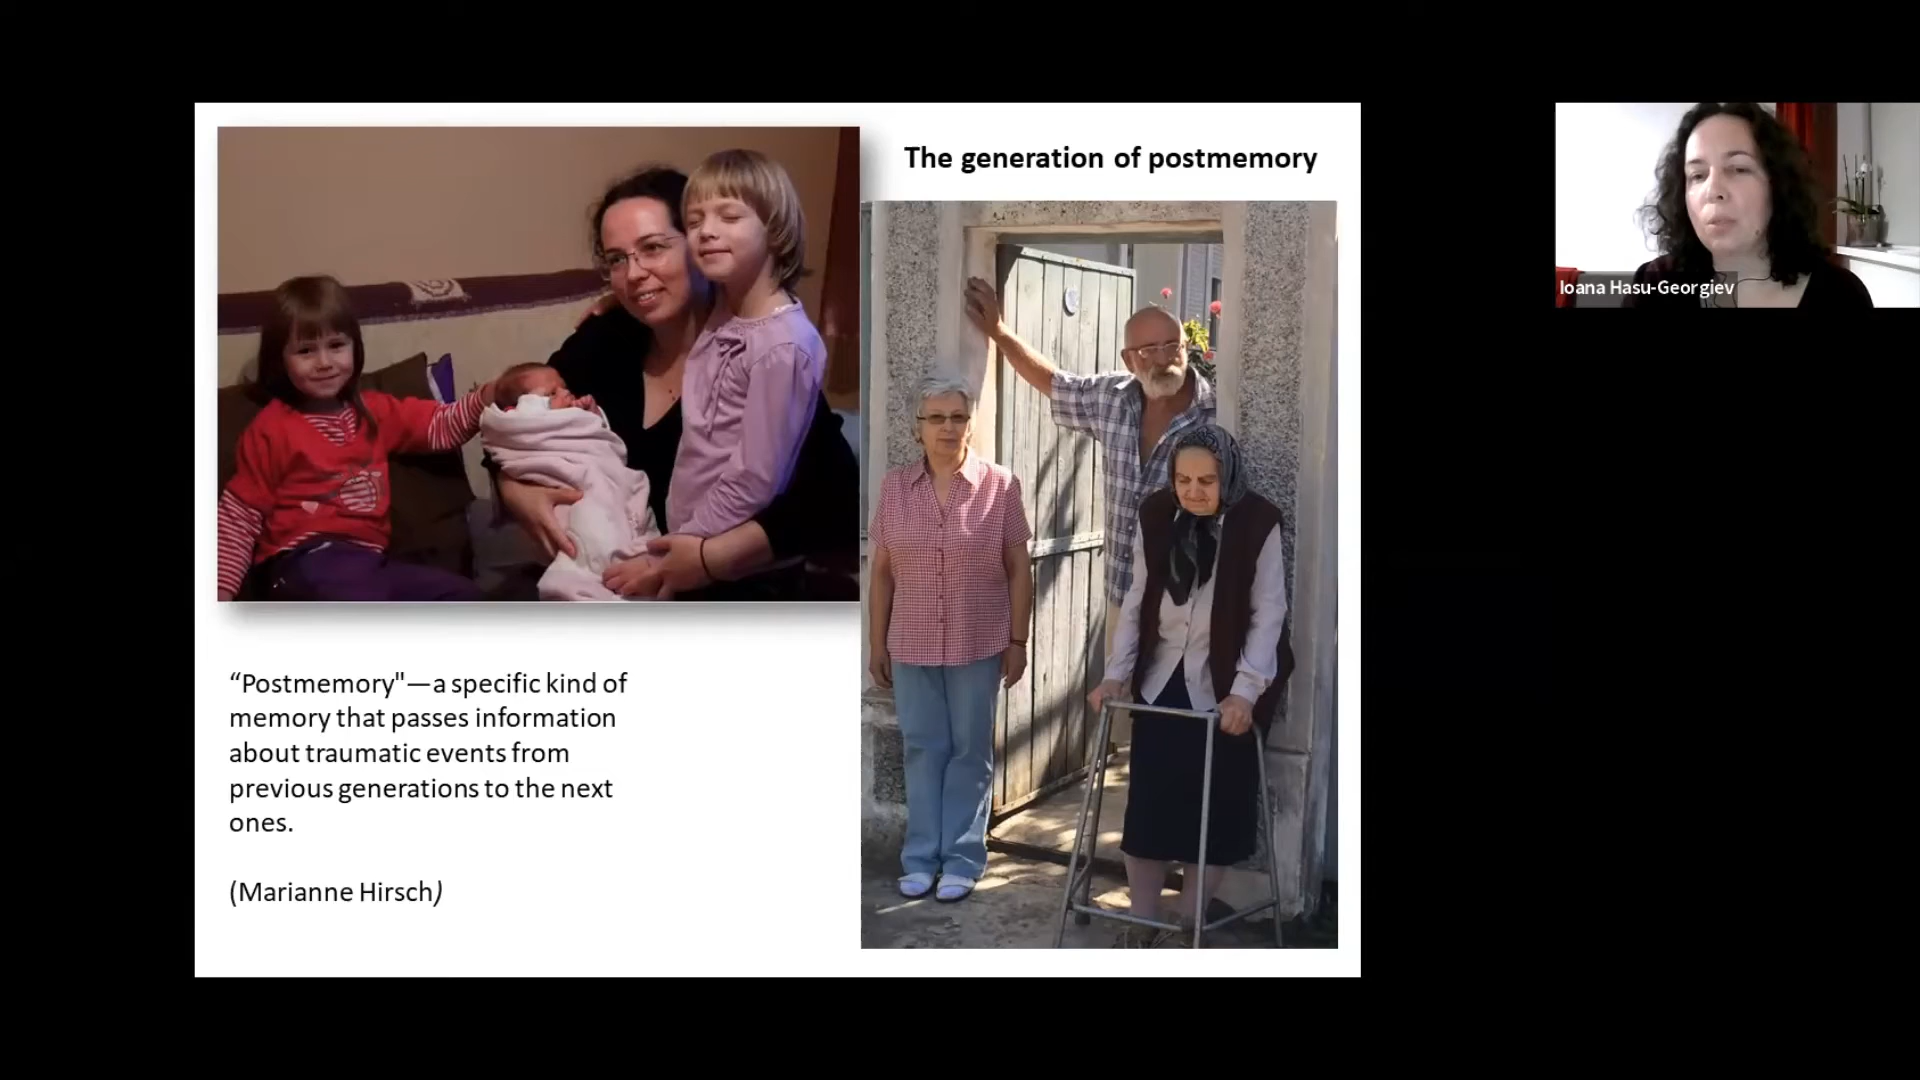 The generation of postmemory
Ioana Hasu-Georgiev
“Postmemory"—a specific kind of
memory that passes information
about traumatic events from
previous generations to the next
ones.
(Marianne Hirsch)